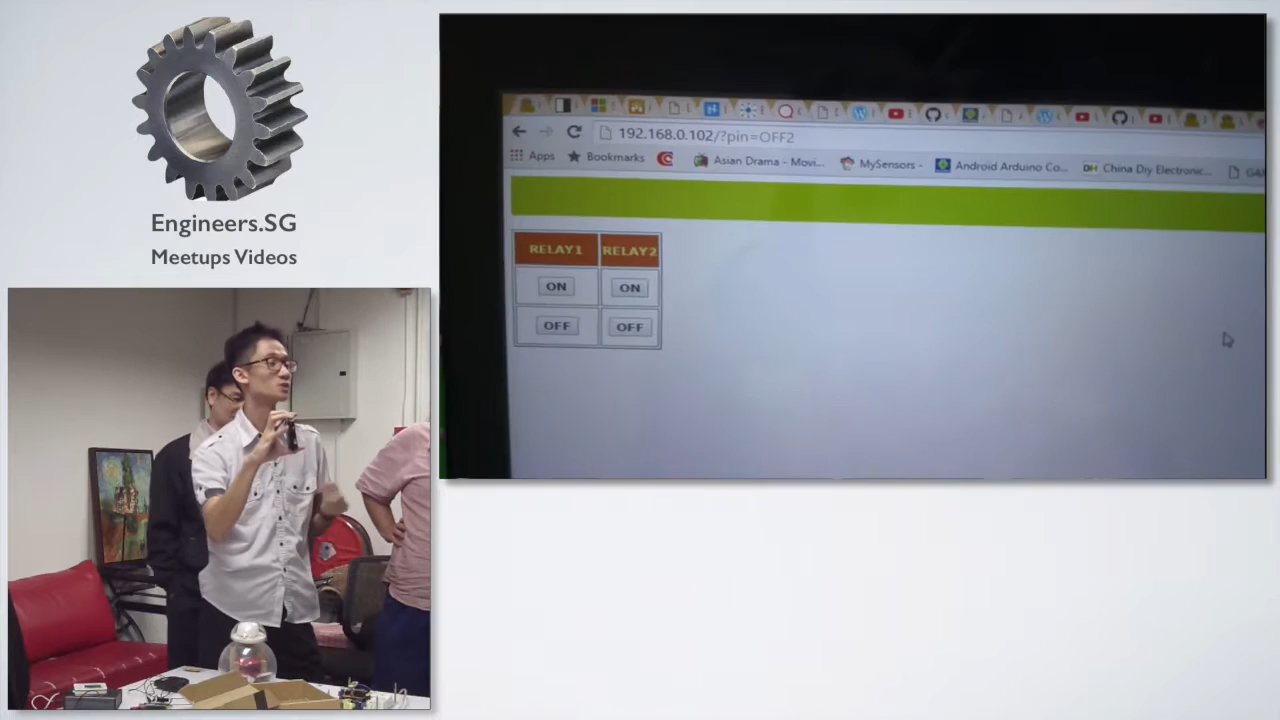 Engineers.SG
Meetups Videos
192.168.0.102/?pin=OFF2
Apps Bookmarks Asian Drama - Movi... MySensors - Android Arduino Co... DH China Diy Electronic...
RELAY1 RELAY2
ON ON
OFF OFF